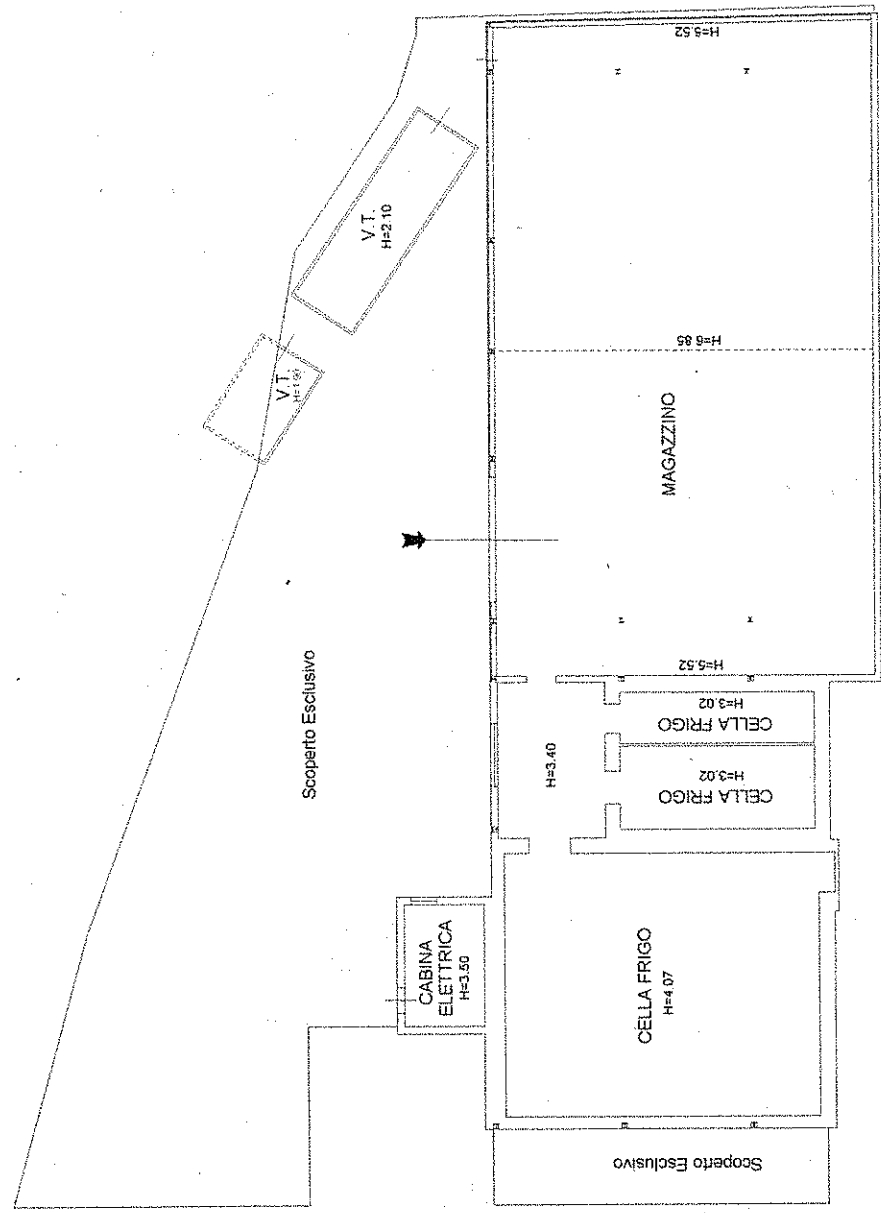 H=5.52
V.T.
H=2.10
H=6.85
V.T.
MAGAZZINO
Scoperto Esclusivo
H=5.52
CELLA FRIGO
H=3.02
H=3.40
CELLA FRIGO
H=3.02
CABINA
ELETTRICA
H=3.50
CELLA FRIGO
H=4.07
Scoperto Esclusivo